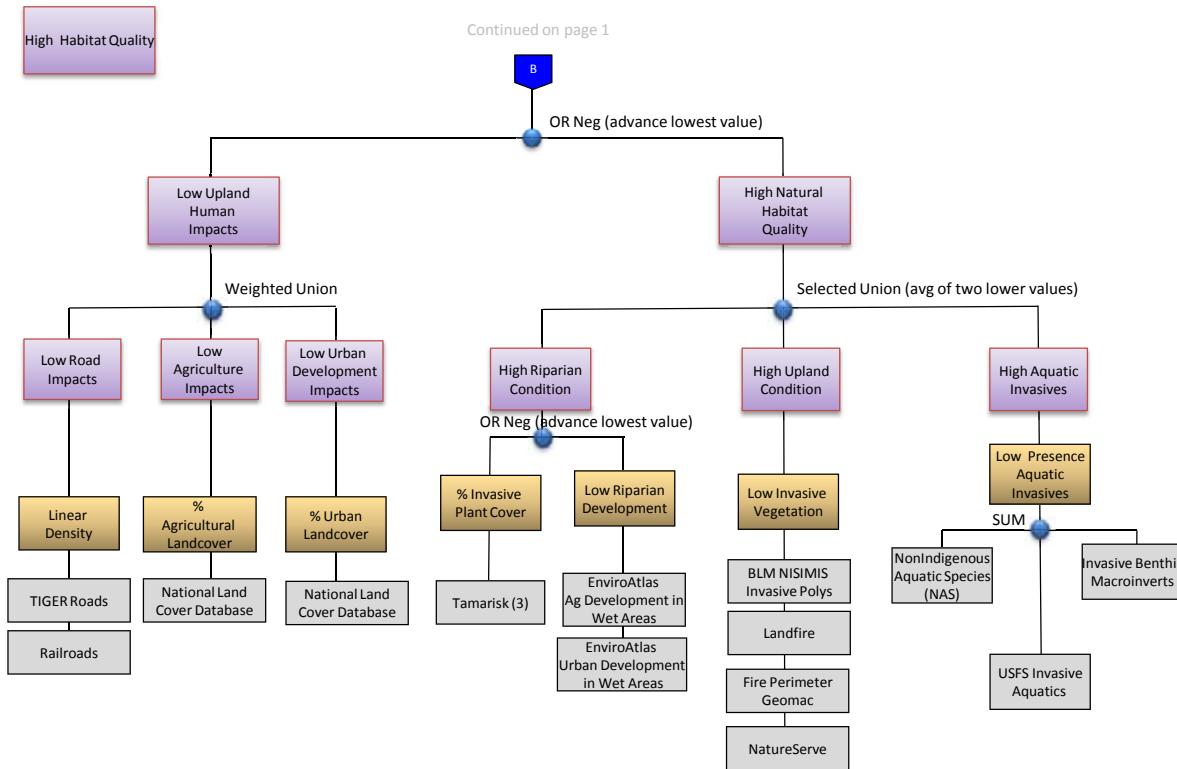 High Habitat Quality
Continued on page 1
B
OR Neg (advance lowest value)
Low Upland
Human
Impacts
High Natural
Habitat
Quality
Weighted Union
Selected Union (avg of two lower values)
Low Road
Impacts
Low
Agriculture
Impacts
Low Urban
Development
Impacts
High Riparian
Condition
High Upland
Condition
High Aquatic
Invasives
OR Neg (advance lowest value)
Linear
Density
%
Agricultural
Landcover
% Urban
Landcover
% Invasive
Plant Cover
Low Riparian
Development
Low Invasive
Vegetation
Low Presence
Aquatic
Invasives
SUM
TIGER Roads
Railroads
National Land
Cover Database
National Land
Cover Database
Tamarisk (3)
EnviroAtlas
Ag Development in
Wet Areas
EnviroAtlas
Urban Development
in Wet Areas
BLM NISIMIS
Invasive Polys
Landfire
Fire Perimeter
Geomac
NatureServe
NonIndigenous
Aquatic Species
(NAS)
USFS Invasive
Aquatics
Invasive Benthi
Macroinverts